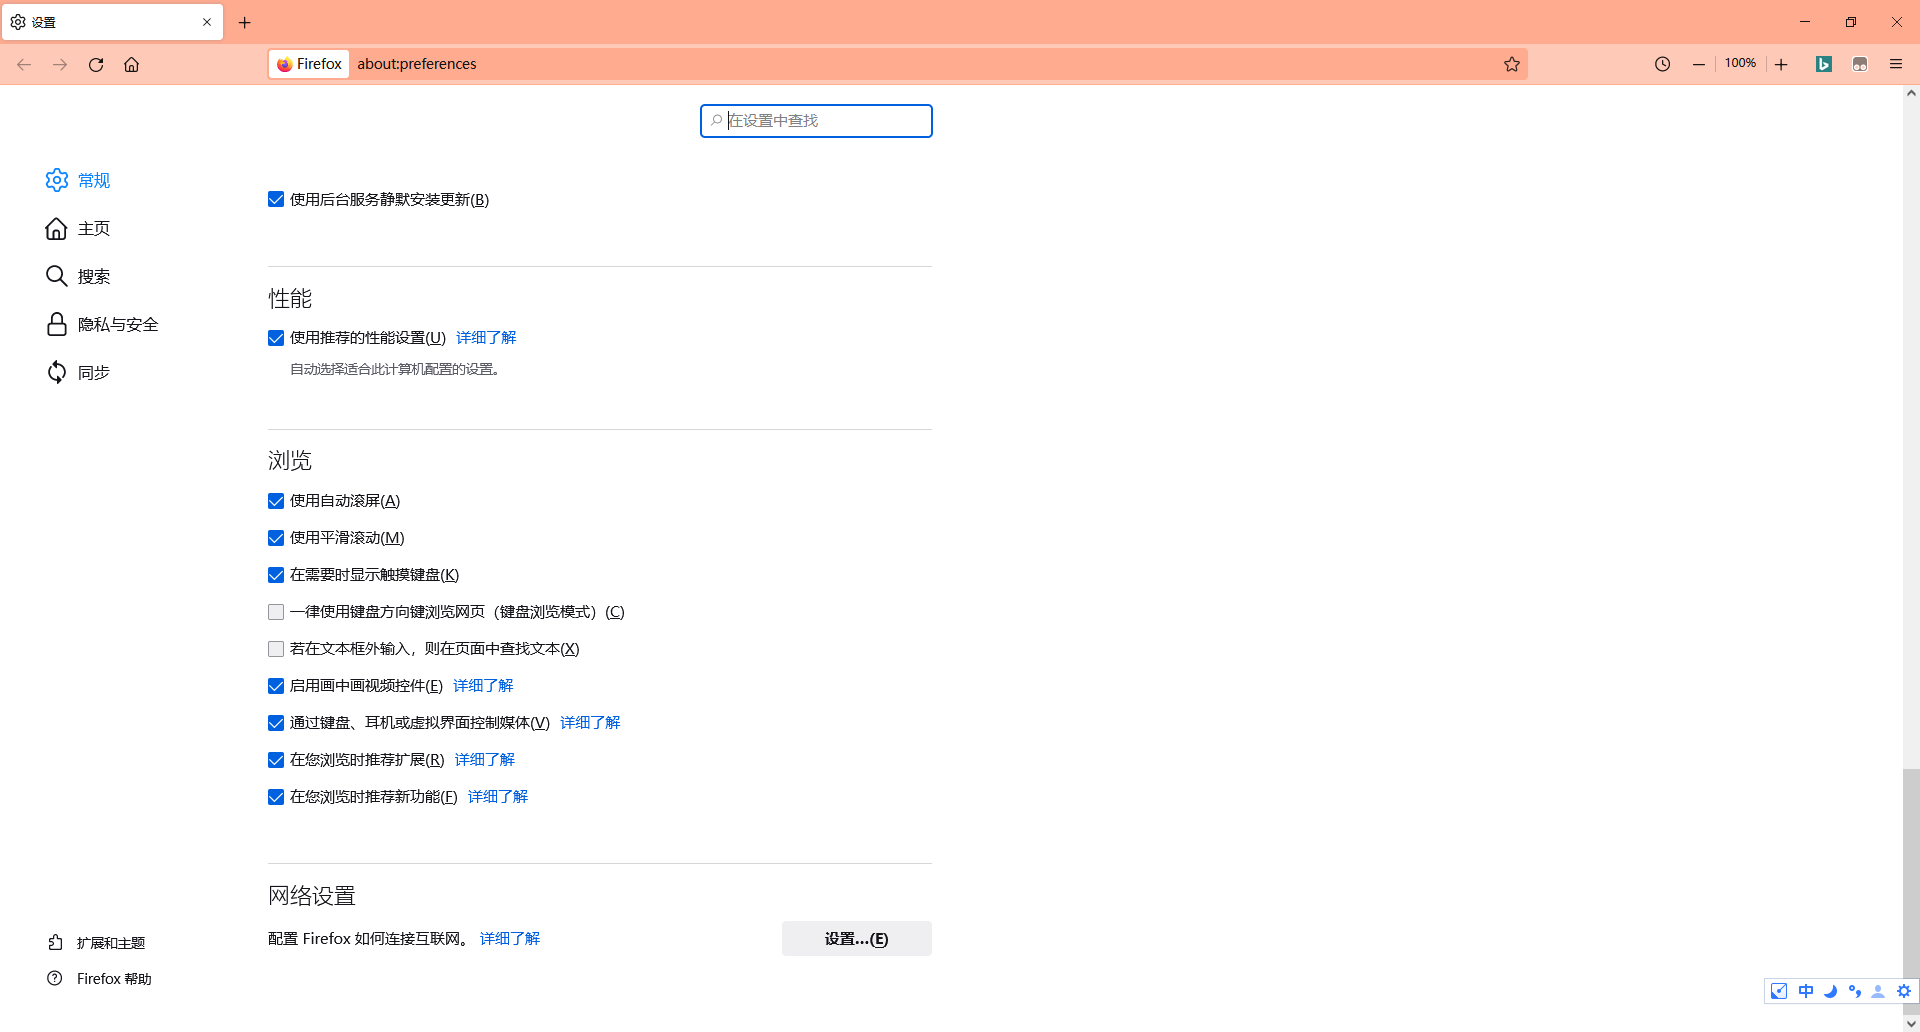 设置
Firefox about:preferences 100%
在设置中查找
常规
主页
搜索
隐私与安全
同步
使用后台服务静默安装更新(B)
性能
使用推荐的性能设置(U) 详细了解
自动选择适合此计算机配置的设置。
浏览
使用自动滚屏(A)
使用平滑滚动(M)
在需要时显示触摸键盘(K)
一律使用键盘方向键浏览网页（键盘浏览模式）(C)
若在文本框外输入，则在页面中查找文本(X)
启用画中画视频控件(E) 详细了解
通过键盘、耳机或虚拟界面控制媒体(V) 详细了解
在您浏览时推荐扩展(R) 详细了解
在您浏览时推荐新功能(F) 详细了解
网络设置
配置 Firefox 如何连接互联网。 详细了解 设置...(E)
扩展和主题
Firefox 帮助
中